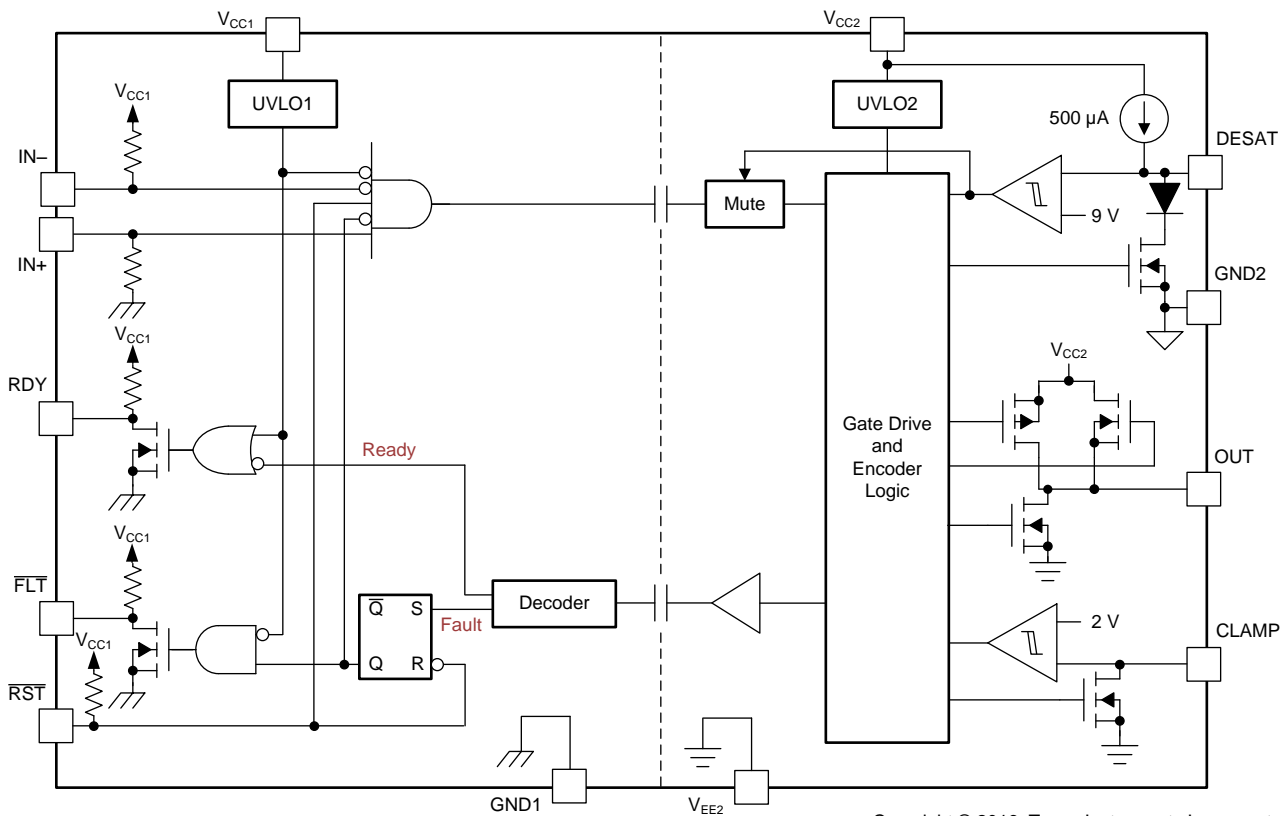 VCC1
VCC2
UVLO1
UVLO2
VCC1
500 µA
DESAT
IN–
Mute
9 V
IN+
GND2
VCC1
VCC2
RDY
Ready
Gate Drive
and
Encoder
Logic
OUT
VCC1
FLT
Q S
Decoder
Fault
2 V
CLAMP
VCC1
Q R
RST
GND1
VEE2